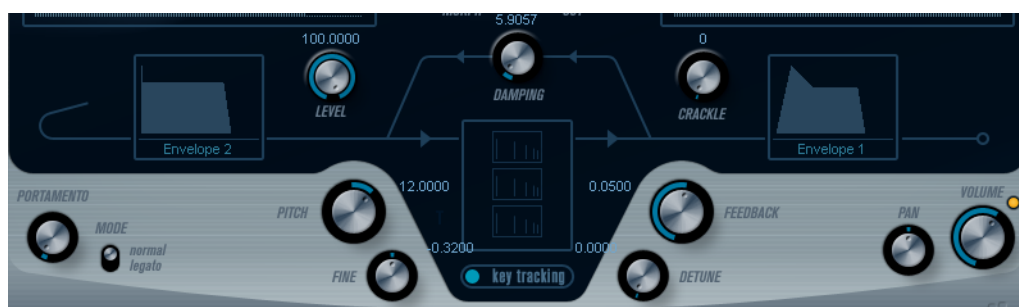 5.9057
100.0000
0
LEVEL
DAMPING
CRACKLE
Envelope 2
Envelope 1
PORTAMENTO
12.0000
0.0500
VOLUME
PITCH
FEEDBACK
PAN
MODE
normal
legato
-0.3200
0.0000
FINE
key tracking
DETUNE